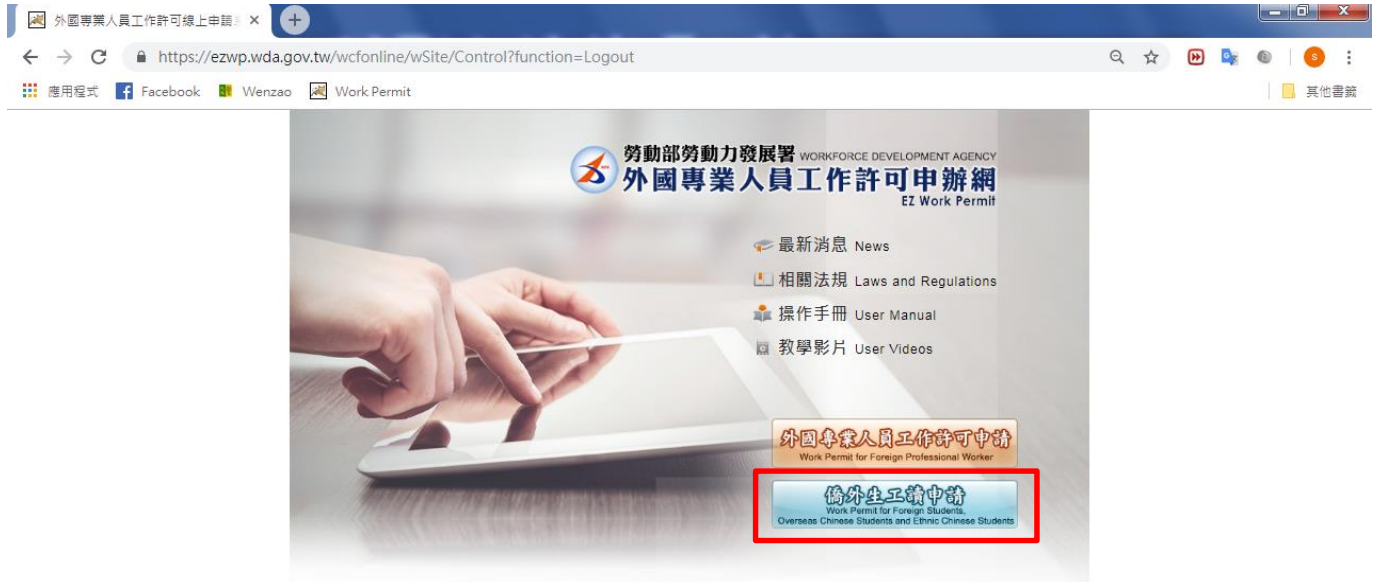 外國專業人員工作許可線上申請
https://ezwp.wda.gov.tw/wcfonline/wSite/Control?function=Logout
應用程式 Facebook Wenzao Work Permit 其他書籤
勞動部勞動力發展署 WORKFORCE DEVELOPMENT AGENCY
外國專業人員工作許可申辦網
EZ Work Permit
最新消息 News
相關法規 Laws and Regulations
操作手冊 User Manual
教學影片 User Videos
外國專業人員工作許可申請
Work Permit for Foreign Professional Worker
僑外生工讀申請
Work Permit for Foreign Students,
Overseas Chinese Students and Ethnic Chinese Students